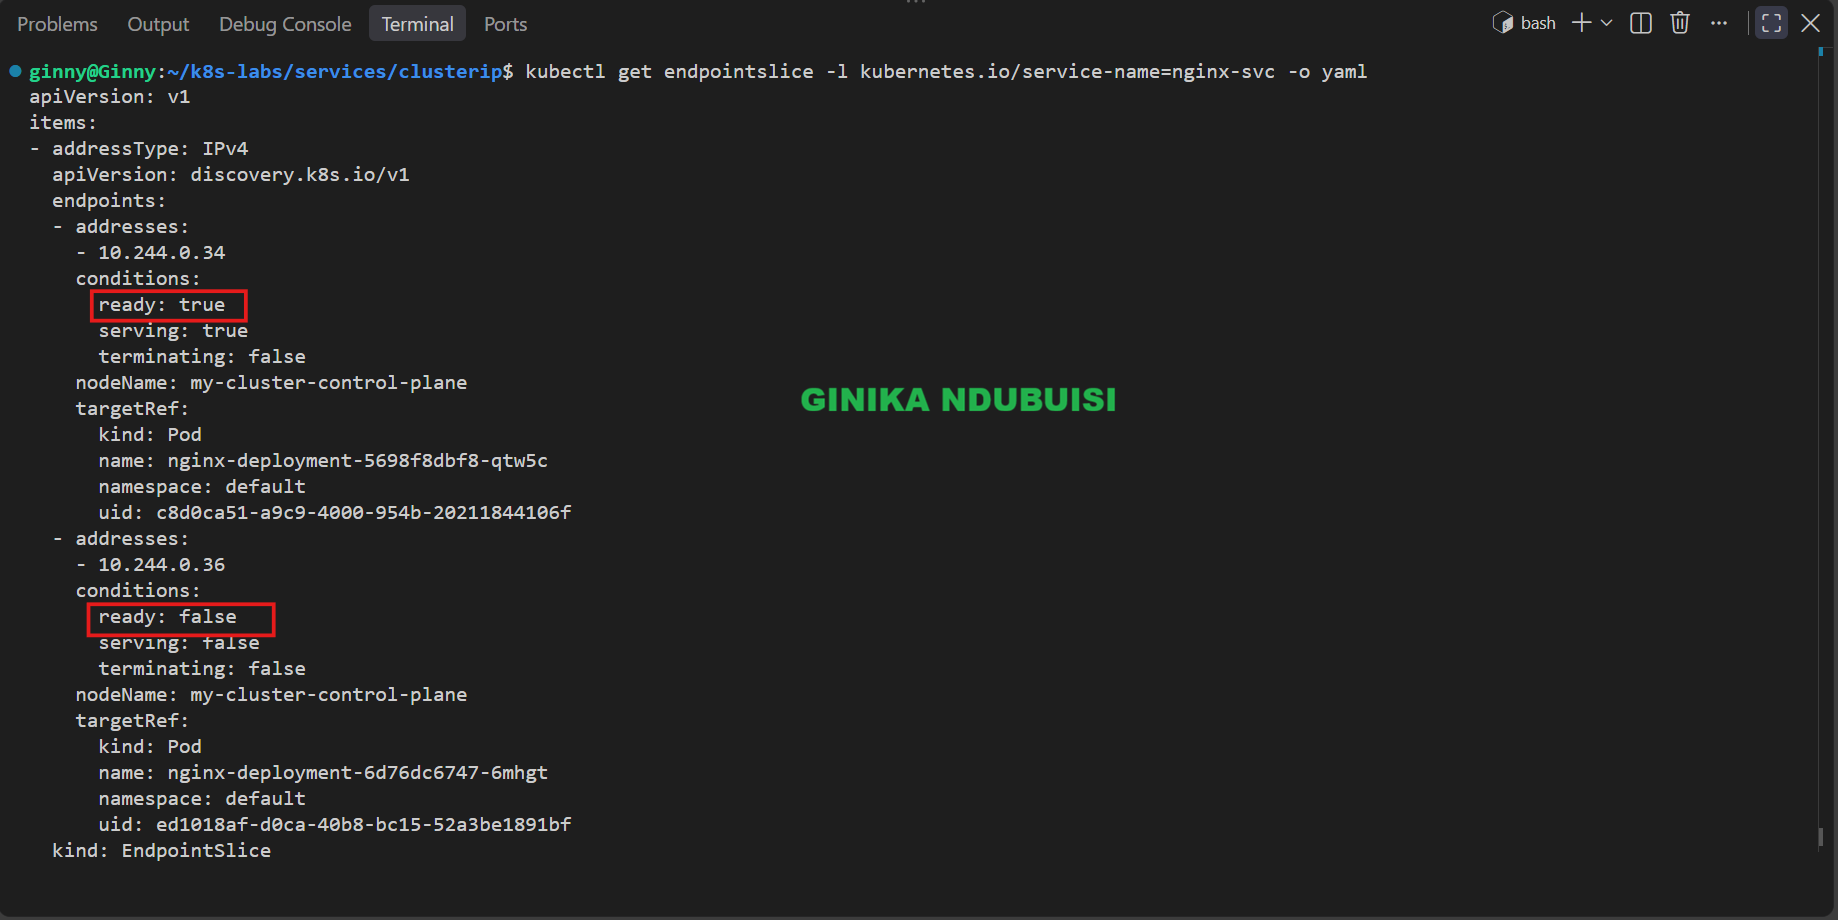 Problems Output Debug Console Terminal Ports bash
ginny@Ginny:~/k8s-labs/services/clusterip$ kubectl get endpointslice -l kubernetes.io/service-name=nginx-svc -o yaml
apiVersion: v1
items:
- addressType: IPv4
  apiVersion: discovery.k8s.io/v1
  endpoints:
  - addresses:
    - 10.244.0.34
    conditions:
      ready: true
      serving: true
      terminating: false
    nodeName: my-cluster-control-plane
GINIKA NDUBUISI
    targetRef:
      kind: Pod
      name: nginx-deployment-5698f8dbf8-qtw5c
      namespace: default
      uid: c8d0ca51-a9c9-4000-954b-20211844106f
  - addresses:
    - 10.244.0.36
    conditions:
      ready: false
      serving: false
      terminating: false
    nodeName: my-cluster-control-plane
    targetRef:
      kind: Pod
      name: nginx-deployment-6d76dc6747-6mhgt
      namespace: default
      uid: ed1018af-d0ca-40b8-bc15-52a3be1891bf
  kind: EndpointSlice